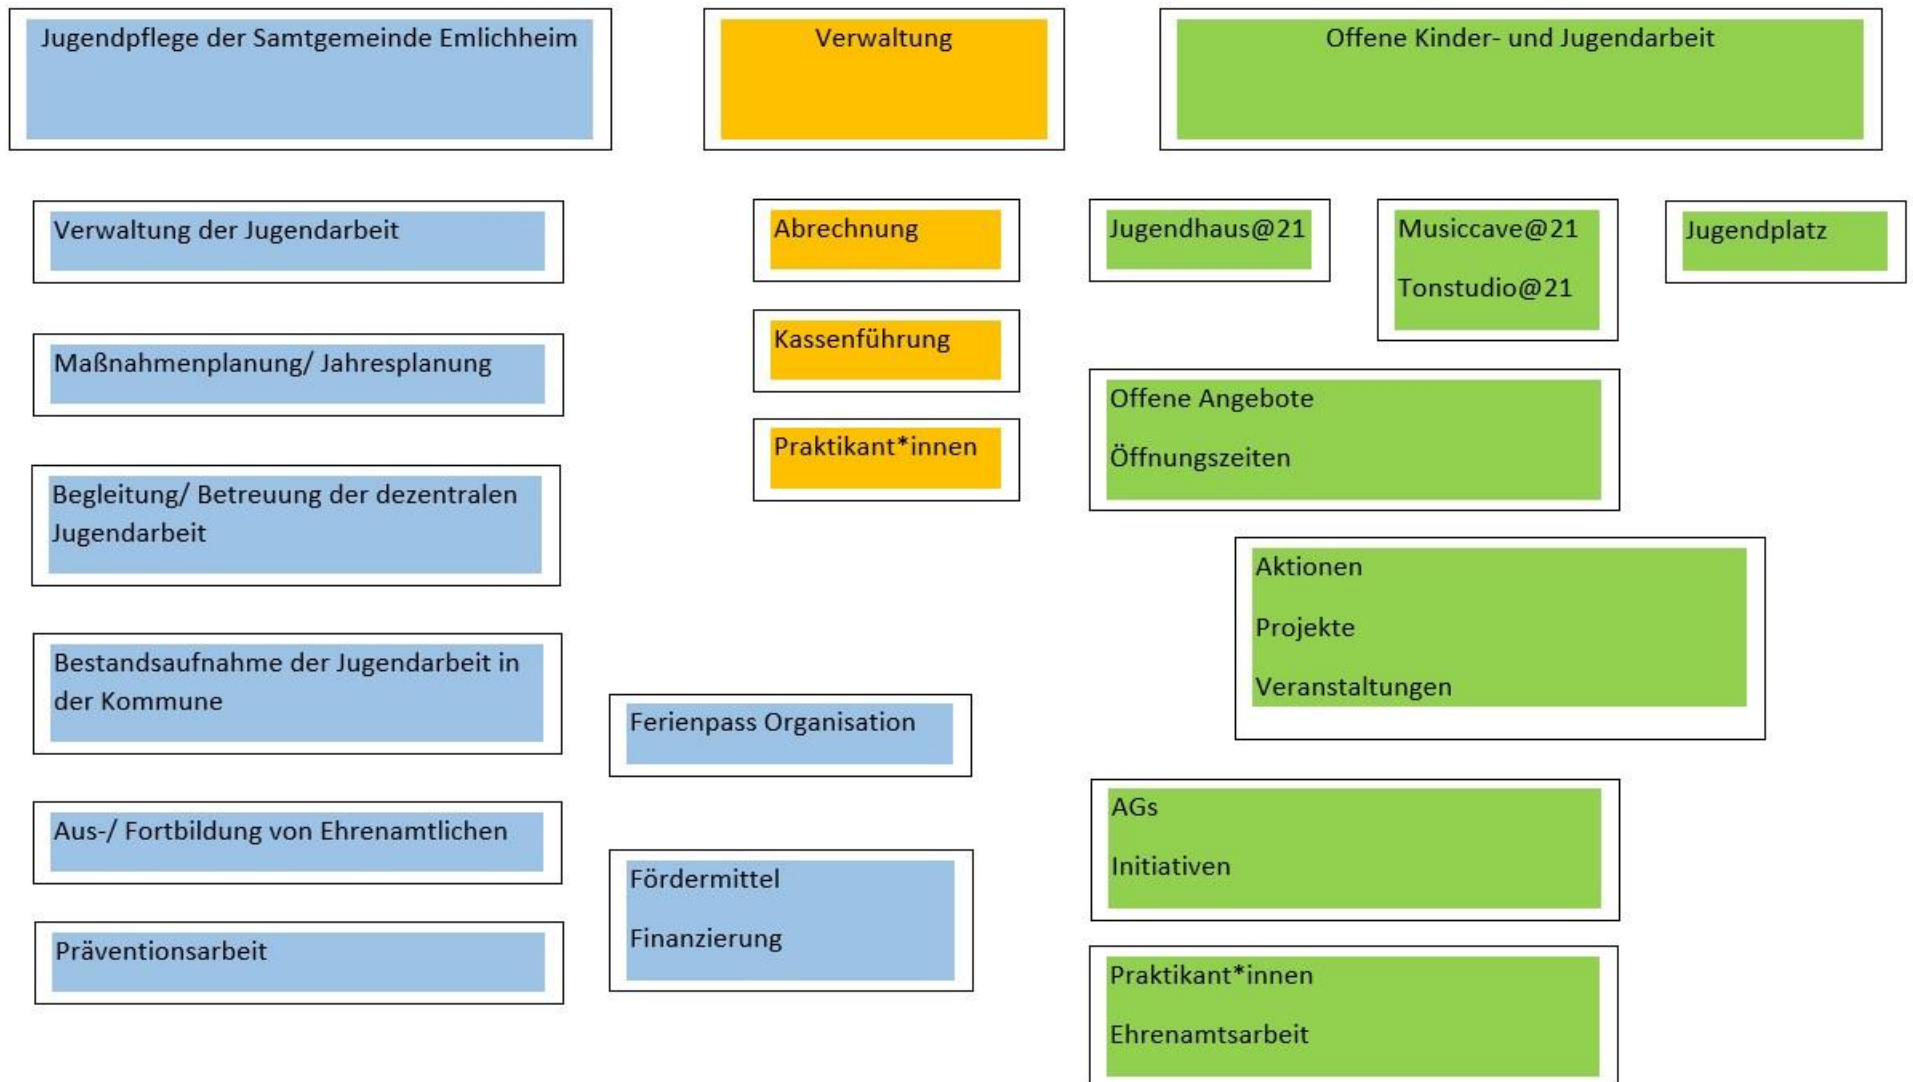 Jugendpflege der Samtgemeinde Emlichheim
Verwaltung der Jugendarbeit
Maßnahmenplanung/ Jahresplanung
Begleitung/ Betreuung der dezentralen
Jugendarbeit
Bestandsaufnahme der Jugendarbeit in
der Kommune
Aus-/ Fortbildung von Ehrenamtlichen
Präventionsarbeit
Ferienpass Organisation
Fördermittel
Finanzierung
Verwaltung
Abrechnung
Kassenführung
Praktikant*innen
Offene Kinder- und Jugendarbeit
Jugendhaus@21
Musiccave@21
Tonstudio@21
Jugendplatz
Offene Angebote
Öffnungszeiten
Aktionen
Projekte
Veranstaltungen
AGs
Initiativen
Praktikant*innen
Ehrenamtsarbeit